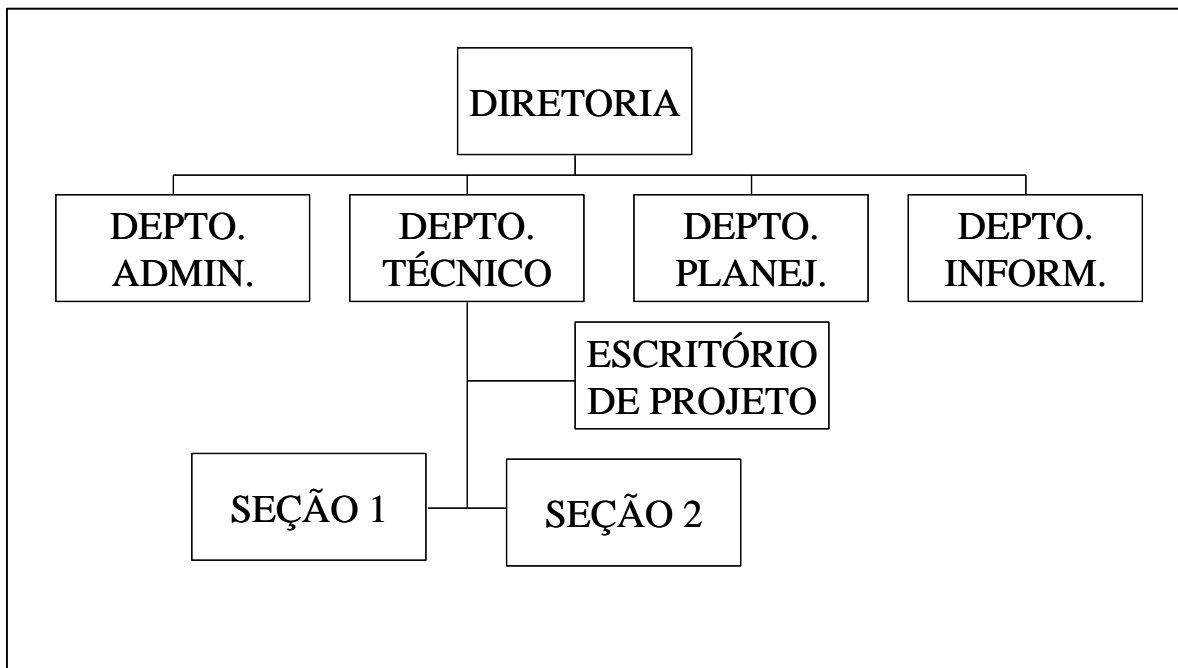 DIRETORIA
DEPTO.
ADMIN.
DEPTO.
TÉCNICO
DEPTO.
PLANEJ.
DEPTO.
INFORM.
ESCRITÓRIO
DE PROJETO
SEÇÃO 1
SEÇÃO 2